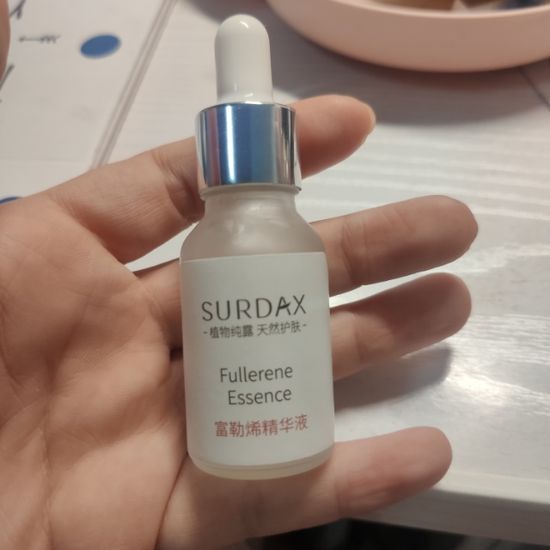 SURDAX
-植物纯露 天然护肤-
Fullerene
Essence
富勒烯精华液